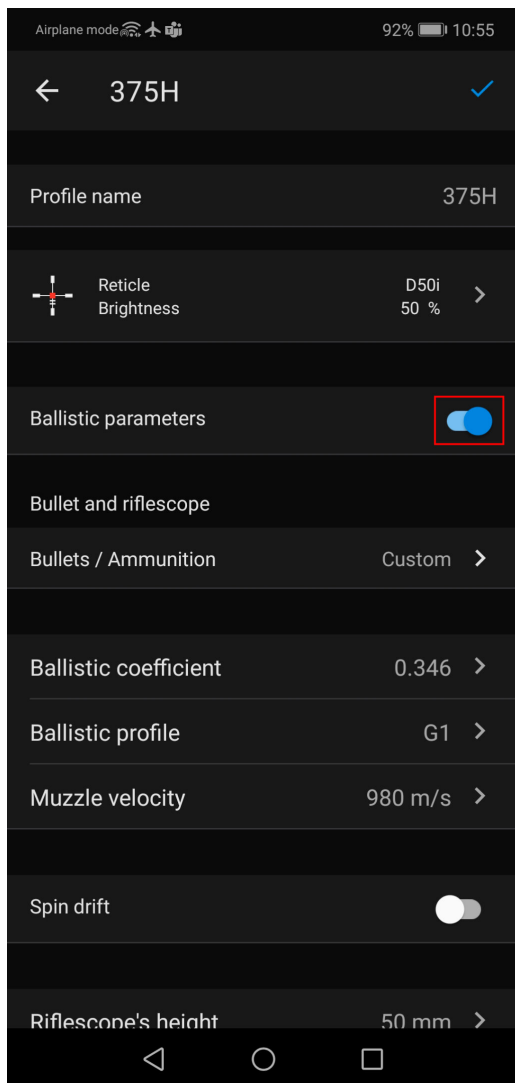 Airplane mode 92% 10:55
375H
Profile name 375H
Reticle D50i
Brightness 50 %
Ballistic parameters
Bullet and riflescope
Bullets / Ammunition Custom
Ballistic coefficient 0.346
Ballistic profile G1
Muzzle velocity 980 m/s
Spin drift
Riflescope's height 50 mm